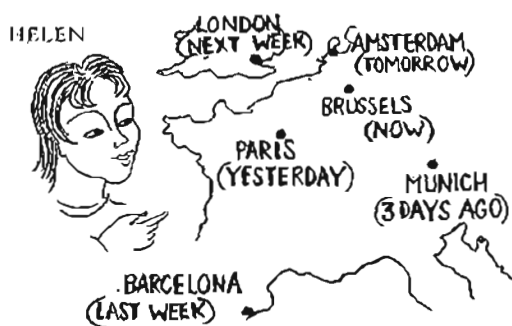 HELEN
LONDON
(NEXT WEEK)
AMSTERDAM
(TOMORROW)
BRUSSELS
(NOW)
PARIS
(YESTERDAY)
MUNICH
(3 DAYS AGO)
BARCELONA
(LAST WEEK)